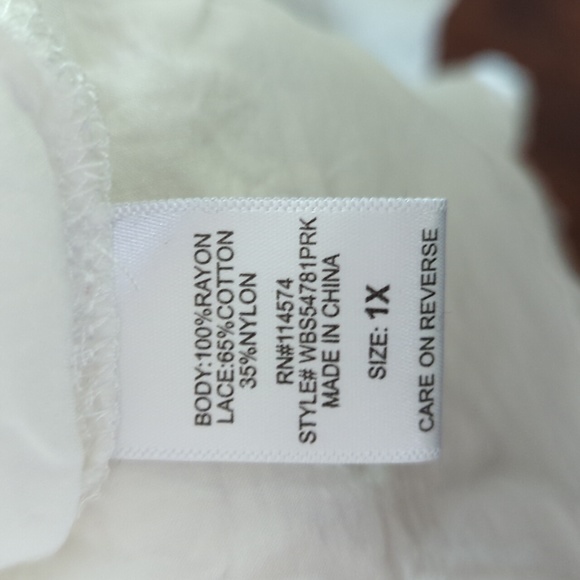 BODY:100%RAYON
LACE:65%COTTON
35%NYLON
RN#114574
STYLE# WBS54781PRK
MADE IN CHINA
SIZE: 1X
CARE ON REVERSE